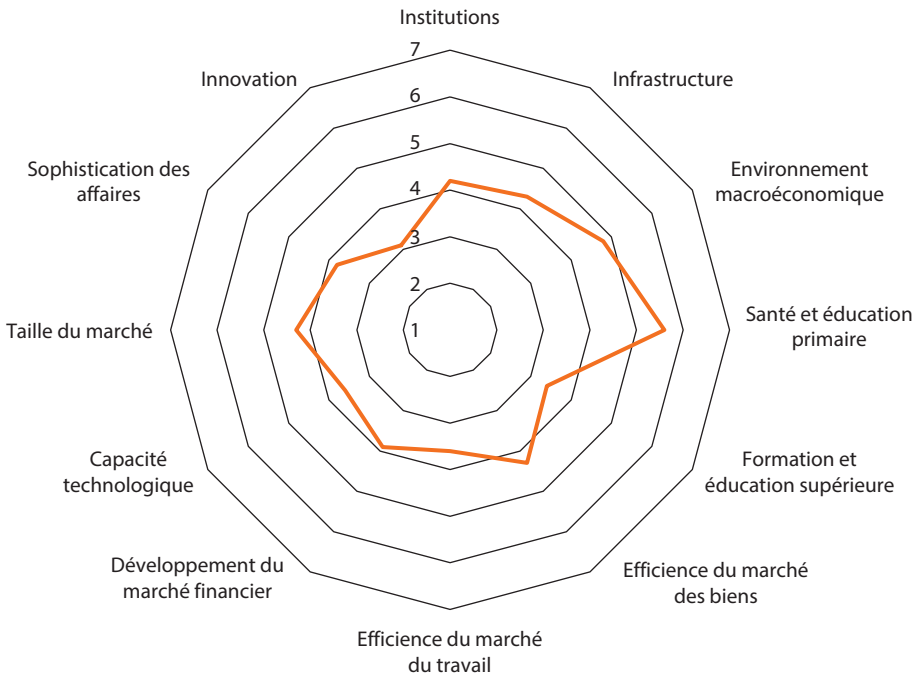 Institutions
7
Innovation
Infrastructure
6
5
Sophistication des
affaires
Environnement
macroéconomique
4
3
2
Taille du marché
1
Santé et éducation
primaire
Capacité
technologique
Formation et
éducation supérieure
Développement du
marché financier
Efficience du marché
des biens
Efficience du marché
du travail